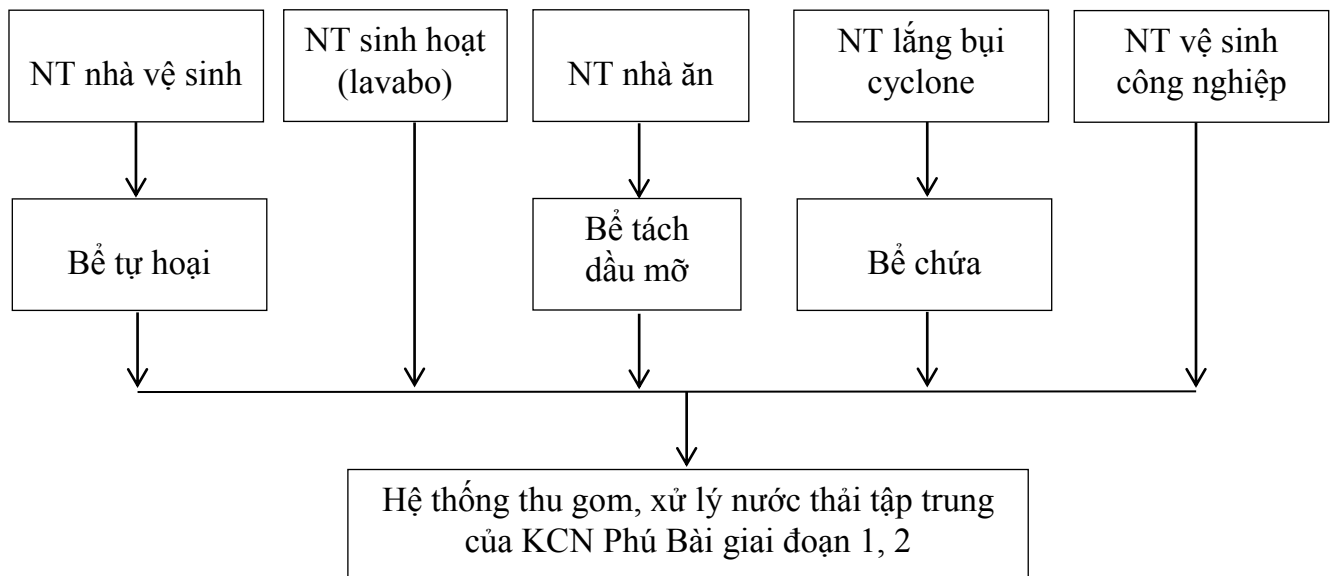 NT nhà vệ sinh
NT sinh hoạt
(lavabo)
NT nhà ăn
NT lắng bụi
cyclone
NT vệ sinh
công nghiệp
Bể tự hoại
Bể tách
dầu mỡ
Bể chứa
Hệ thống thu gom, xử lý nước thải tập trung
của KCN Phú Bài giai đoạn 1, 2